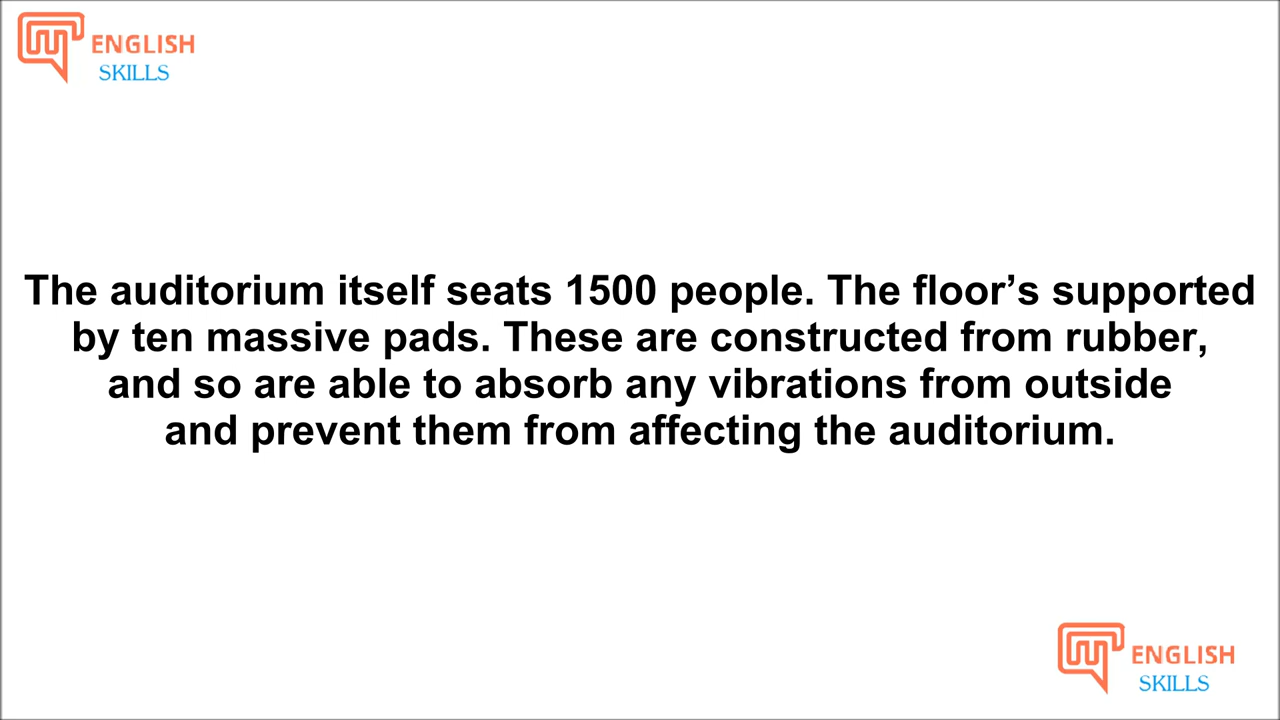 ENGLISH
SKILLS
The auditorium itself seats 1500 people. The floor’s supported
by ten massive pads. These are constructed from rubber,
and so are able to absorb any vibrations from outside
and prevent them from affecting the auditorium.
ENGLISH
SKILLS